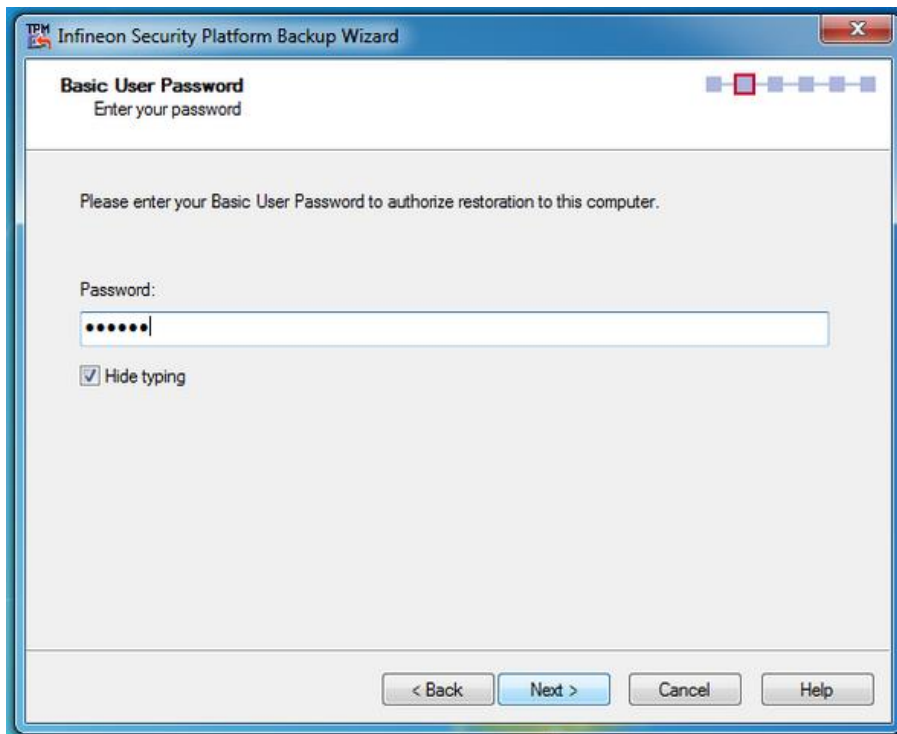 TPM
Infineon Security Platform Backup Wizard
X
Basic User Password
Enter your password
Please enter your Basic User Password to authorize restoration to this computer.
Password:
••••••
Hide typing
< Back Next > Cancel Help